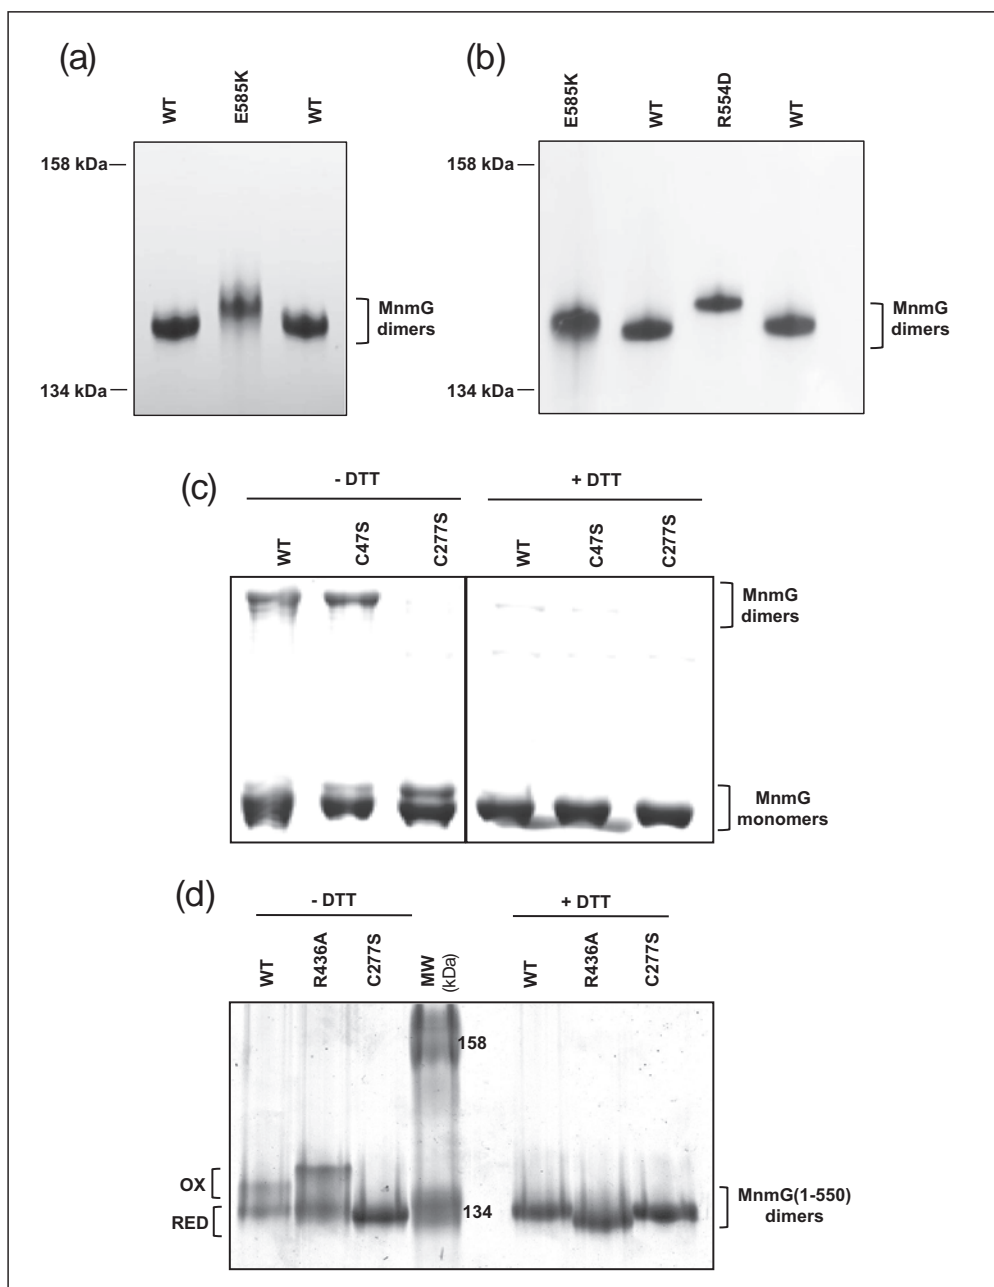 (a)
WT
E585K
WT
158 kDa
134 kDa
MnmG
dimers
(b)
E585K
WT
R554D
WT
158 kDa
134 kDa
MnmG
dimers
(c)
- DTT
+ DTT
WT
C47S
C277S
WT
C47S
C277S
MnmG
dimers
MnmG
monomers
(d)
- DTT
+ DTT
WT
R436A
C277S
MW
(kDa)
WT
R436A
C277S
158
OX
RED
134
MnmG(1-550)
dimers